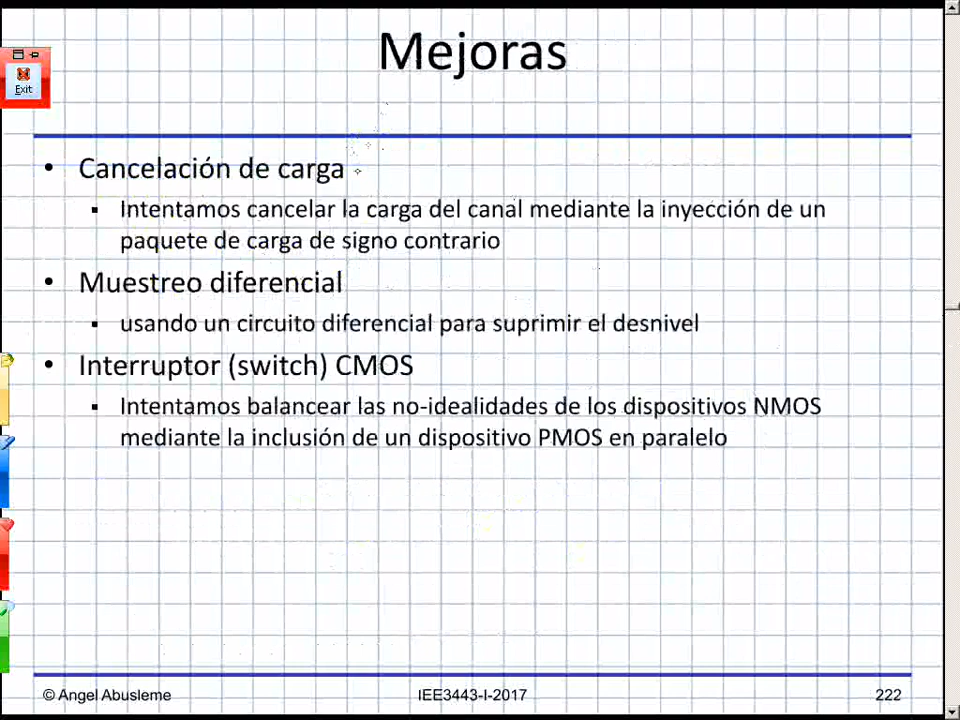 Mejoras
Exit
• Cancelación de carga
▪ Intentamos cancelar la carga del canal mediante la inyección de un
paquete de carga de signo contrario
• Muestreo diferencial
▪ usando un circuito diferencial para suprimir el desnivel
• Interruptor (switch) CMOS
▪ Intentamos balancear las no-idealidades de los dispositivos NMOS
mediante la inclusión de un dispositivo PMOS en paralelo
© Angel Abusleme IEE3443-I-2017 222